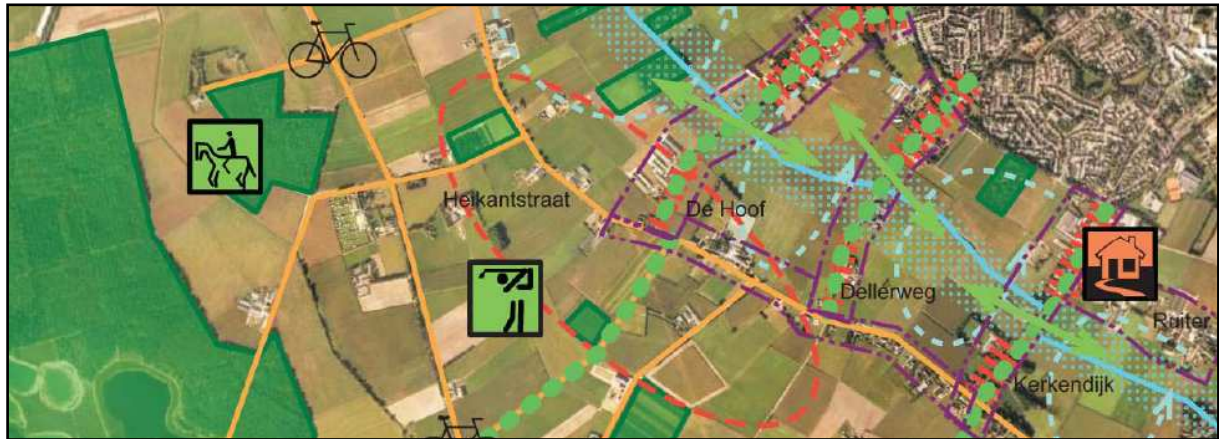 Heikantstraat
De Hoof
Dellerweg
Ruiter
Kerkendijk